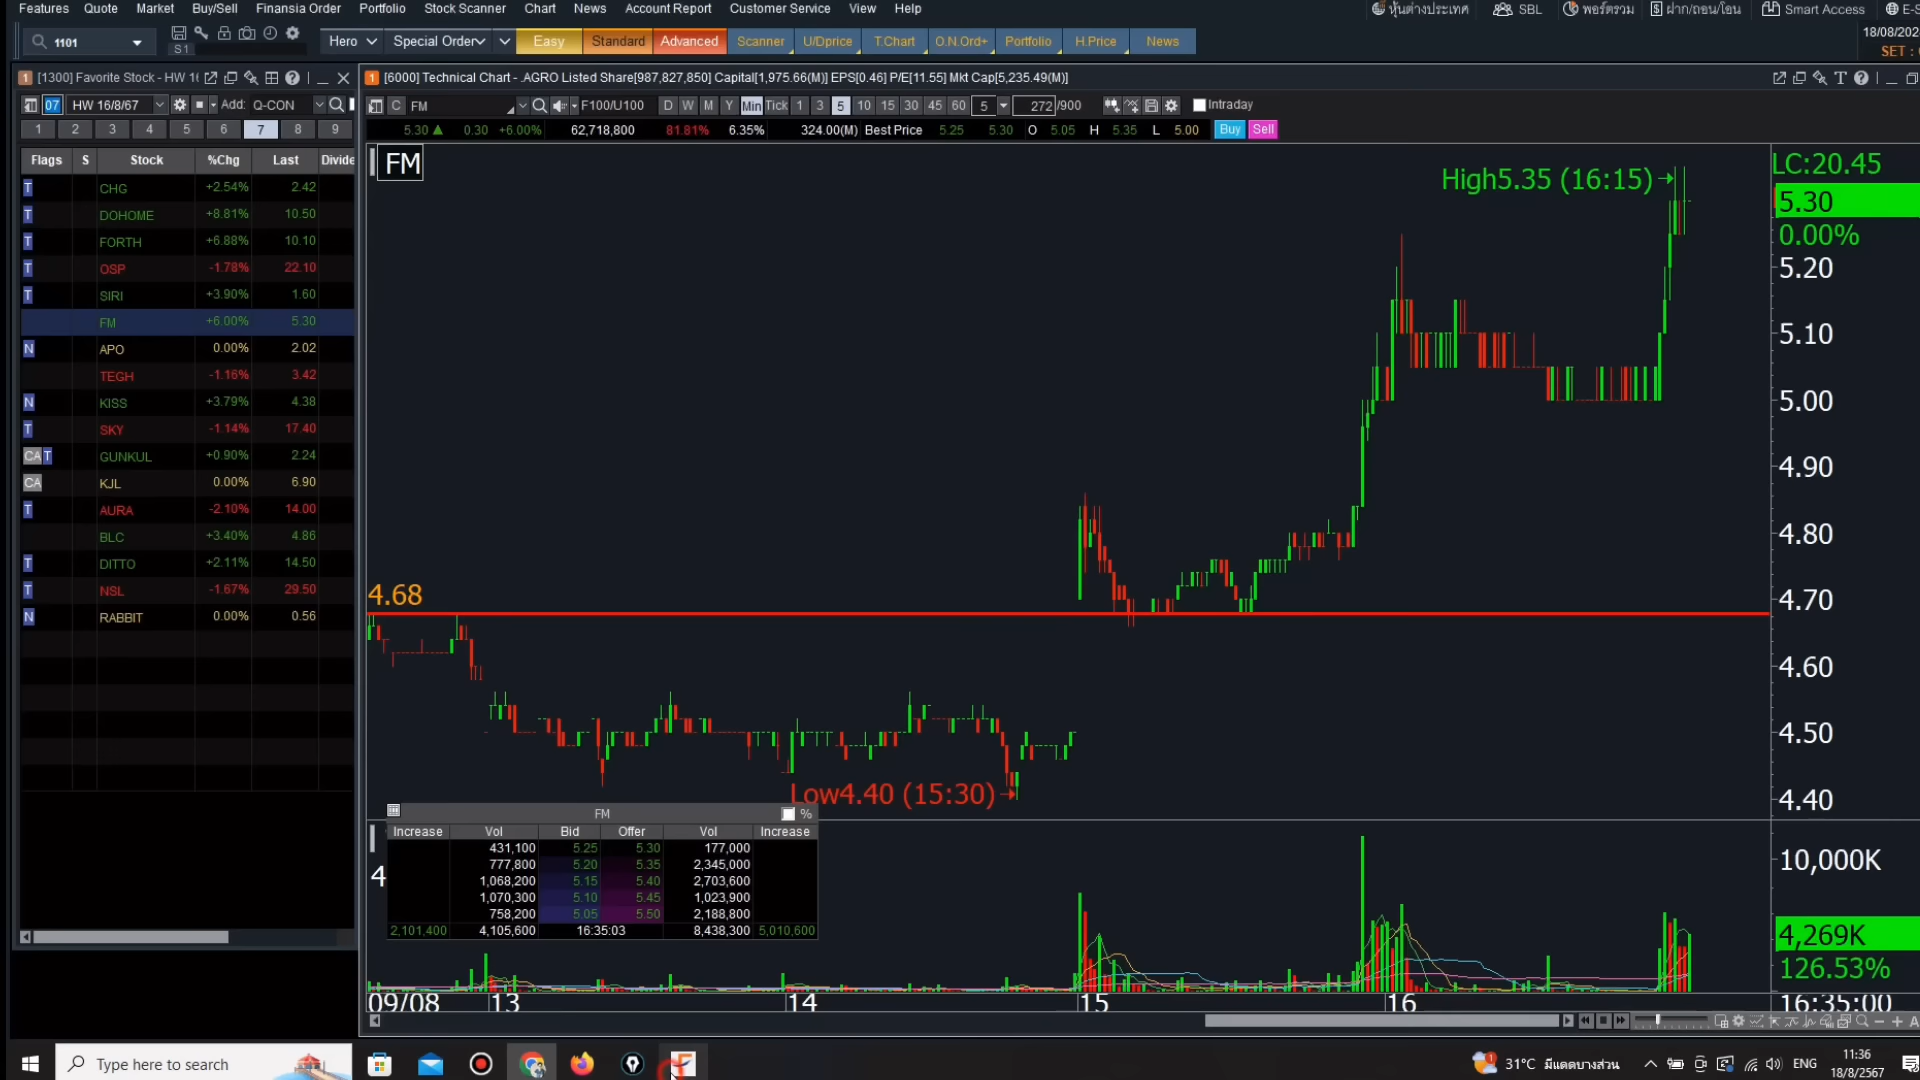 Features Quote Market Buy/Sell Finansia Order Portfolio Stock Scanner Chart News Account Report Customer Service View Help หุ้นต่างประเทศ SBL พอร์ตรวม ฝาก/ถอน/โอน Smart Access
1101 S1 Hero Special Order Easy Standard Advanced Scanner U/Dprice T.Chart O.N.Ord+ Portfolio H.Price News
18/08/202
SET :
1 [1300] Favorite Stock - HW 1
1 [6000] Technical Chart - .AGRO Listed Share[987,827,850] Capital[1,975.66(M)] EPS[0.46] P/E[11.55] Mkt Cap[5,235.49(M)]
07 HW 16/8/67 Add: Q-CON
C FM F100/U100 D W M Y Min Tick 1 3 5 10 15 30 45 60 5 272/900 Intraday
1 2 3 4 5 6 7 8 9
5.30 ▲ 0.30 +6.00% 62,718,800 81.81% 6.35% 324.00(M) Best Price 5.25 5.30 O 5.05 H 5.35 L 5.00 Buy Sell
Flags S Stock %Chg Last Divide
T CHG +2.54% 2.42
T DOHOME +8.81% 10.50
T FORTH +6.88% 10.10
T OSP -1.78% 22.10
T SIRI +3.90% 1.60
FM +6.00% 5.30
N APO 0.00% 2.02
TEGH -1.16% 3.42
N KISS +3.79% 4.38
T SKY -1.14% 17.40
CA T GUNKUL +0.90% 2.24
CA KJL 0.00% 6.90
T AURA -2.10% 14.00
BLC +3.40% 4.86
T DITTO +2.11% 14.50
T NSL -1.67% 29.50
N RABBIT 0.00% 0.56
FM
High5.35 (16:15)
LC:20.45
5.30
0.00%
5.20
5.10
5.00
4.90
4.80
4.70
4.60
4.50
4.40
4.68
Low4.40 (15:30)
FM %
Increase Vol Bid Offer Vol Increase
431,100 5.25 5.30 177,000
777,800 5.20 5.35 2,345,000
1,068,200 5.15 5.40 2,703,600
1,070,300 5.10 5.45 1,023,900
758,200 5.05 5.50 2,188,800
2,101,400 4,105,600 16:35:03 8,438,300 5,010,600
4
10,000K
4,269K
126.53%
09/08 13 14 15 16 16:35:00
Type here to search
31°C มีแดดบางส่วน ENG
11:36
18/8/2567